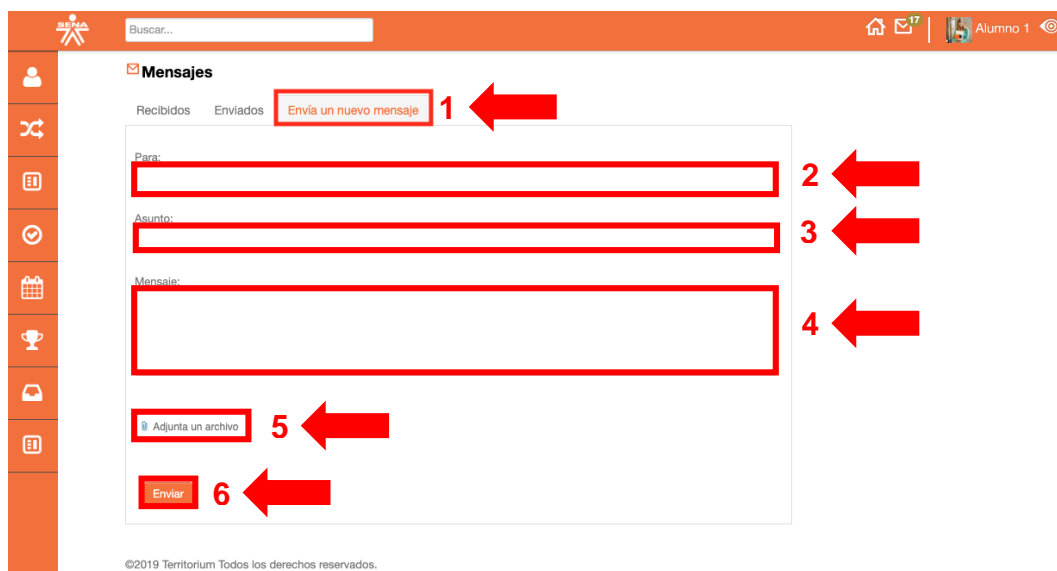 SENA
Buscar...
17
Alumno 1
Mensajes
Recibidos Enviados Envía un nuevo mensaje 1
Para:
2
Asunto:
3
Mensaje:
4
Adjunta un archivo 5
Enviar 6
©2019 Territorium Todos los derechos reservados.